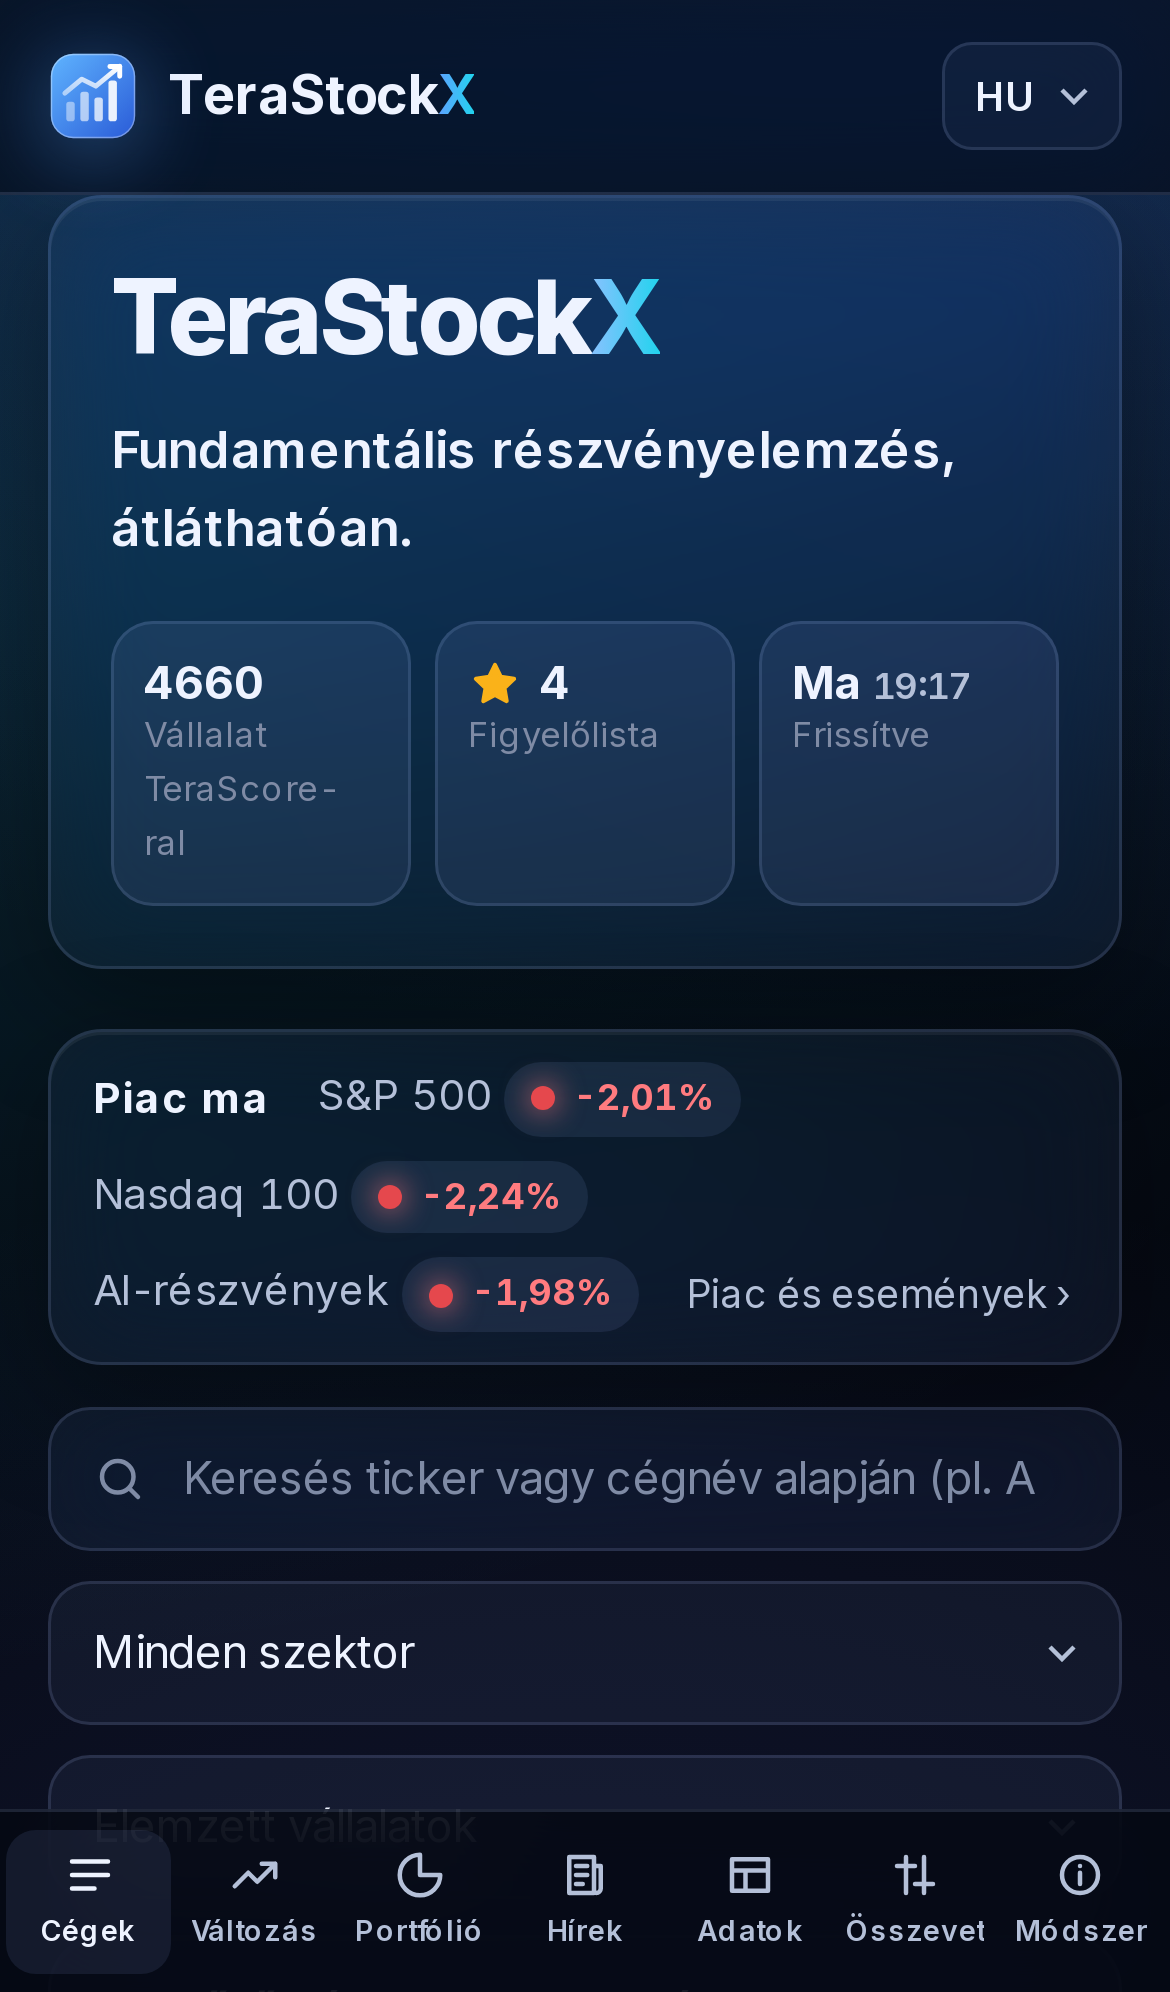 TeraStockX
HU
TeraStockX
Fundamentális részvényelemzés,
átláthatóan.
4660
Vállalat
TeraScore-
ral
4
Figyelőlista
Ma 19:17
Frissítve
Piac ma S&P 500 -2,01%
Nasdaq 100 -2,24%
AI-részvények -1,98% Piac és események ›
Keresés ticker vagy cégnév alapján (pl. A
Minden szektor
Elemzett vállalatok
Cégek Változás Portfólió Hírek Adatok Összevet Módszer